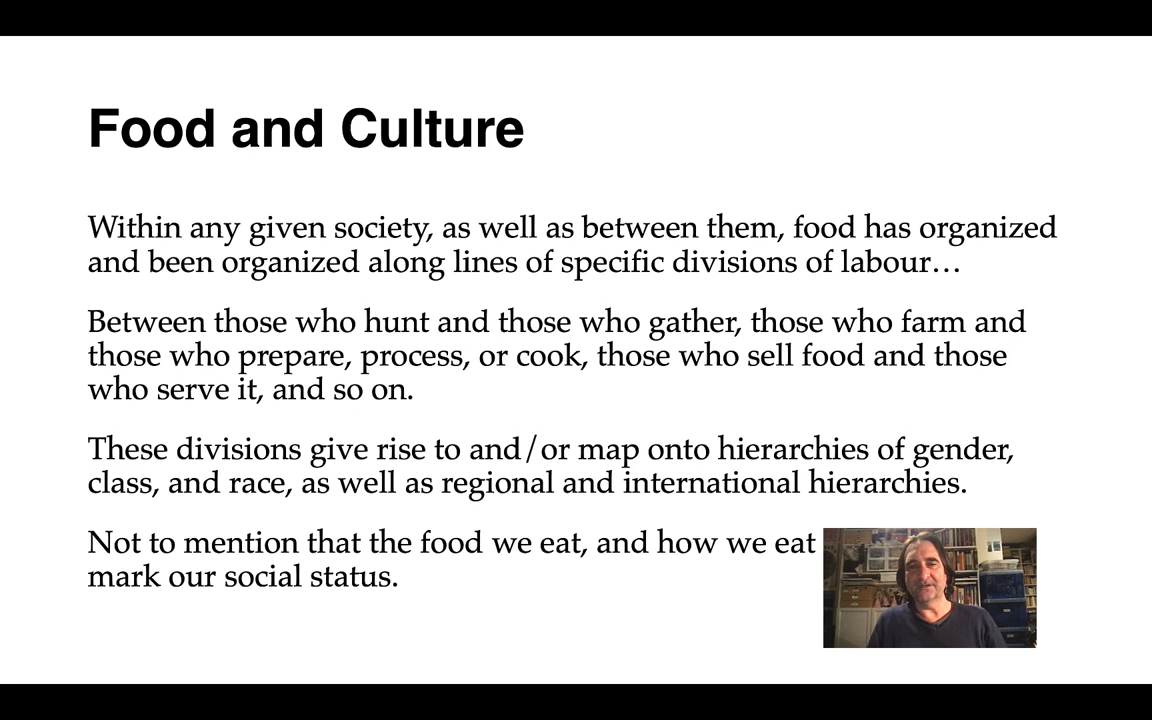 Food and Culture
Within any given society, as well as between them, food has organized
and been organized along lines of specific divisions of labour…
Between those who hunt and those who gather, those who farm and
those who prepare, process, or cook, those who sell food and those
who serve it, and so on.
These divisions give rise to and/or map onto hierarchies of gender,
class, and race, as well as regional and international hierarchies.
Not to mention that the food we eat, and how we eat
mark our social status.